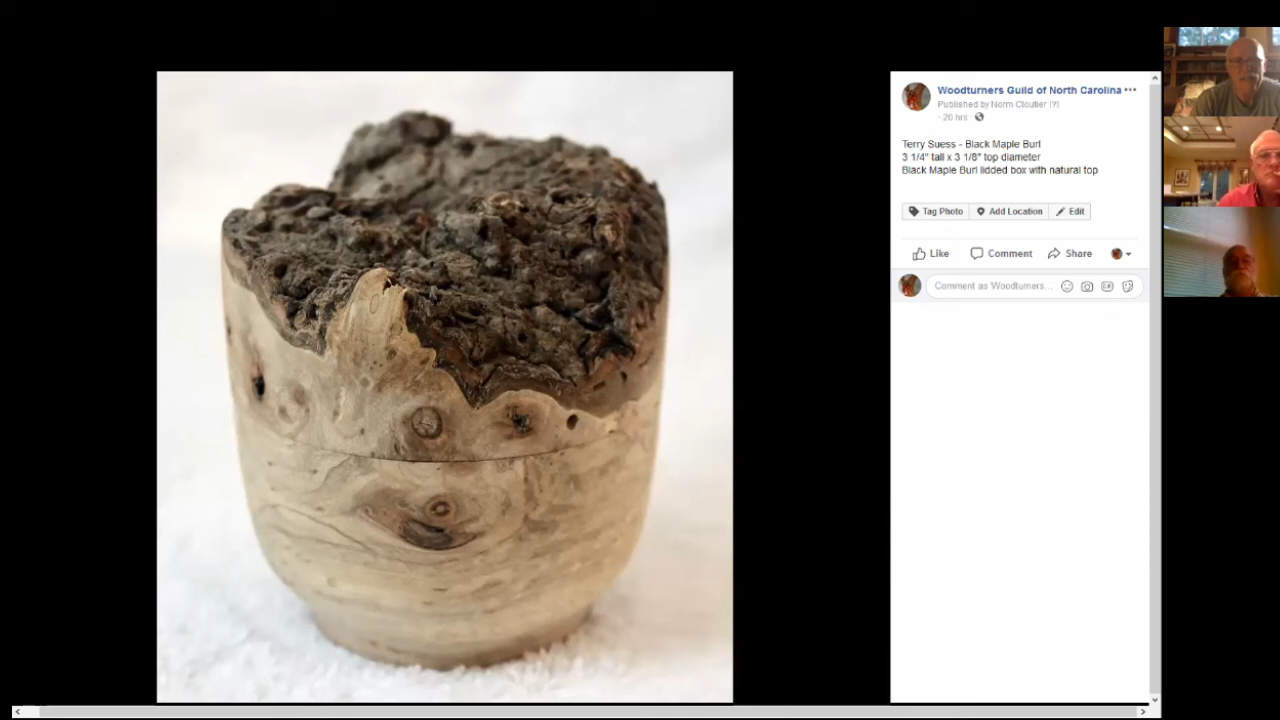 Woodturners Guild of North Carolina
Published by Norm Cloutier [?]
· 20 hrs ·
Terry Suess - Black Maple Burl
3 1/4" tall x 3 1/8" top diameter
Black Maple Burl lidded box with natural top
Tag Photo Add Location Edit
Like Comment Share
Comment as Woodturners...